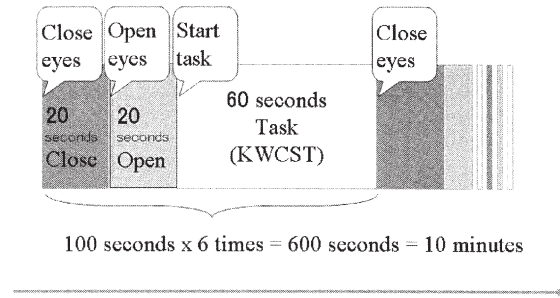 Close
eyes
Open
eyes
Start
task
Close
eyes
20
seconds
Close
20
seconds
Open
60 seconds
Task
(KWCST)
100 seconds x 6 times = 600 seconds = 10 minutes